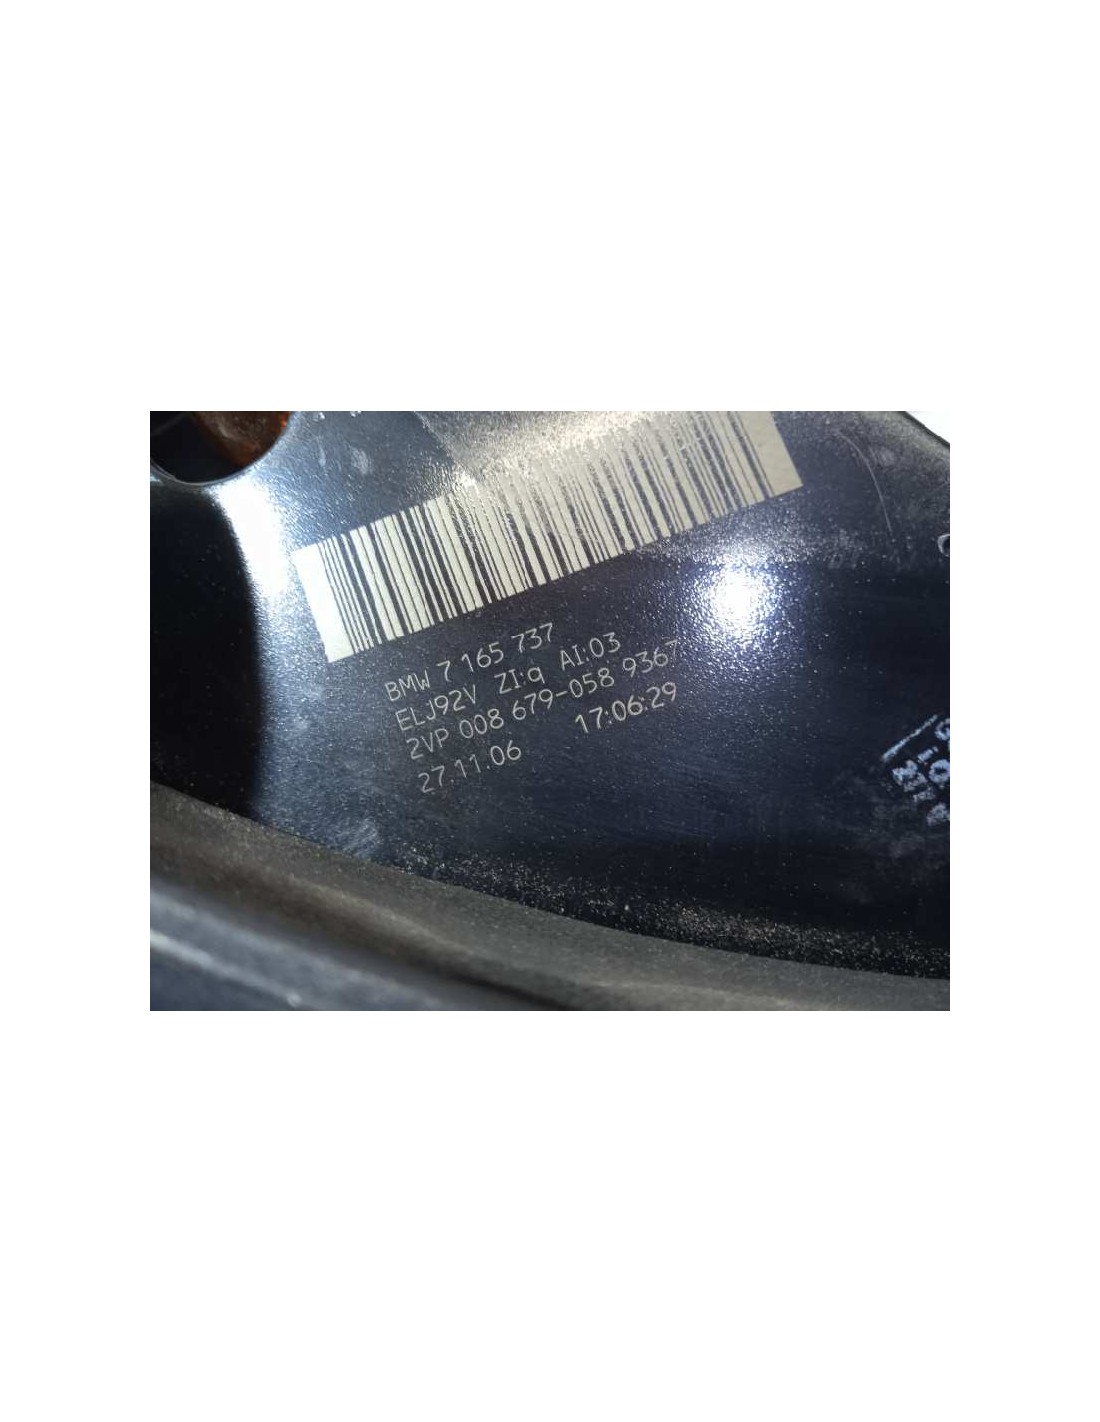 BMW 7 165 737
ELJ92V ZI:q AI:03
2VP 008 679-058 9367
27.11.06 17:06:29